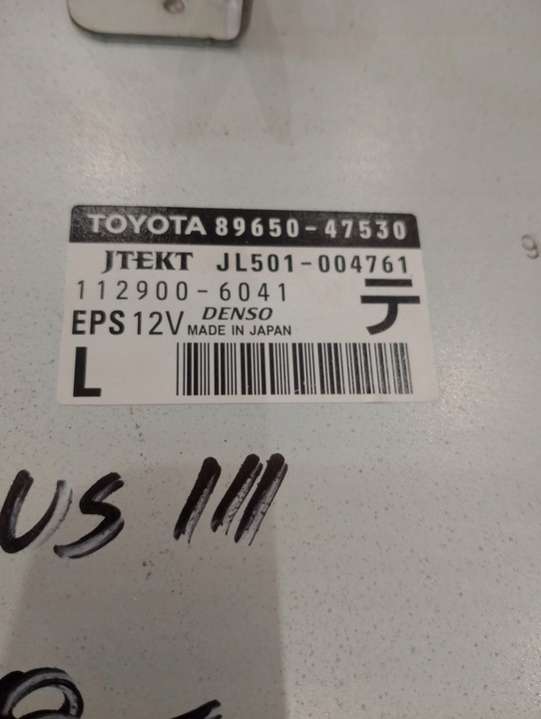 TOYOTA 89650-47530
JTEKT JL501-004761
112900-6041
テ
EPS 12V DENSO
MADE IN JAPAN
L
US III